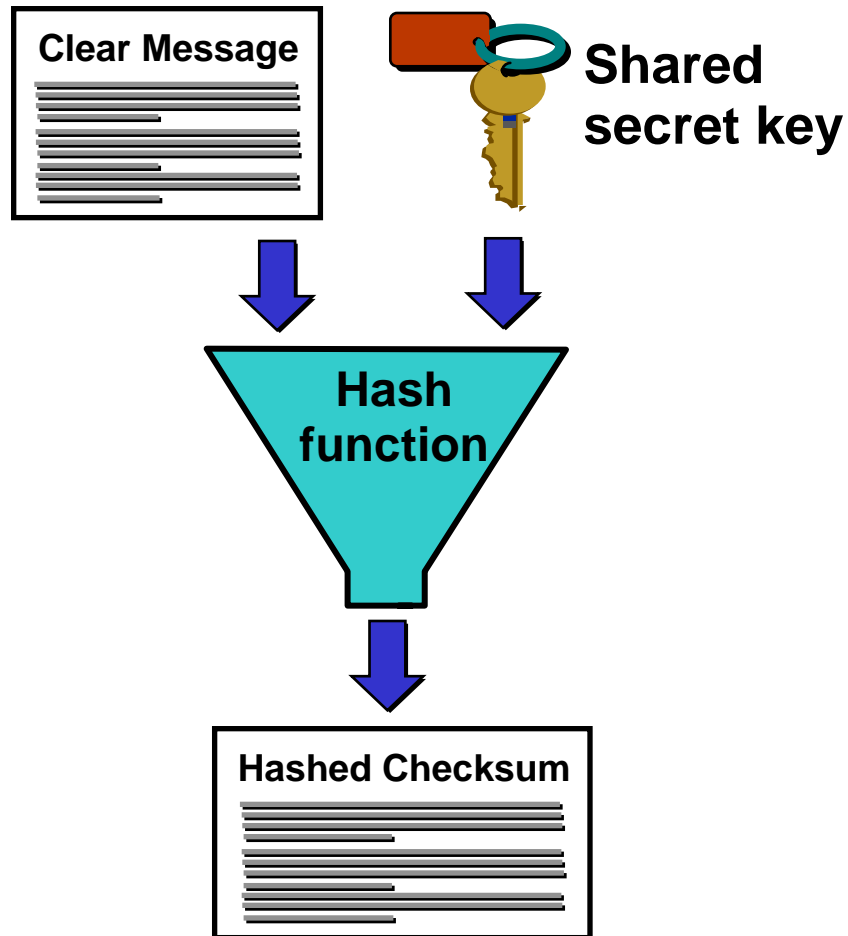 Clear Message
Shared
secret key
Hash
function
Hashed Checksum